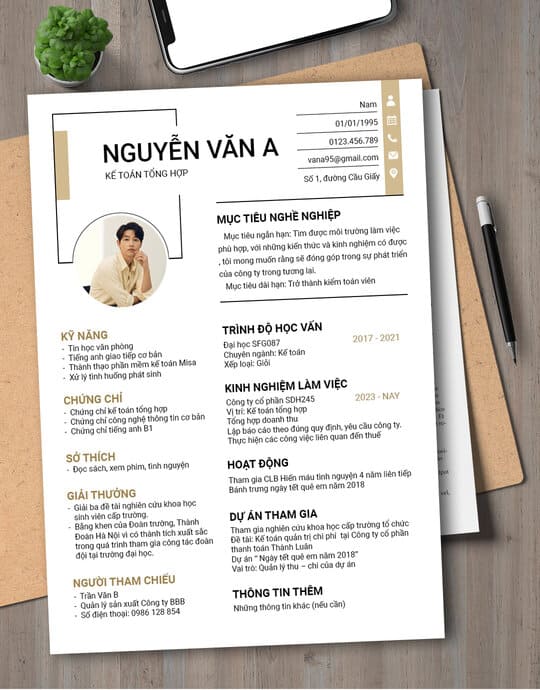 NGUYỄN VĂN A
KẾ TOÁN TỔNG HỢP
Nam
01/01/1995
0123.456.789
vana95@gmail.com
Số 1, đường Cầu Giấy
MỤC TIÊU NGHỀ NGHIỆP
Mục tiêu ngắn hạn: Tìm được môi trường làm việc
phù hợp, với những kiến thức và kinh nghiệm có được
, tôi mong muốn rằng sẽ đóng góp trong sự phát triển
của công ty trong tương lai.
Mục tiêu dài hạn: Trở thành kiểm toán viên
KỸ NĂNG
- Tin học văn phòng
- Tiếng anh giao tiếp cơ bản
- Thành thạo phần mềm kế toán Misa
- Xử lý tình huống phát sinh
CHỨNG CHỈ
- Chứng chỉ kế toán tổng hợp
- Chứng chỉ công nghệ thông tin cơ bản
- Chứng chỉ tiếng anh B1
SỞ THÍCH
- Đọc sách, xem phim, tình nguyện
GIẢI THƯỞNG
- Giải ba đề tài nghiên cứu khoa học
sinh viên cấp trường.
- Bằng khen của Đoàn trường, Thành
Đoàn Hà Nội vì có thành tích xuất sắc
trong quá trình tham gia công tác đoàn
đội tại trường đại học.
NGƯỜI THAM CHIẾU
- Trần Văn B
- Quản lý sản xuất Công ty BBB
- Số điện thoại: 0986 128 854
TRÌNH ĐỘ HỌC VẤN
Đại học SFG087 2017 - 2021
Chuyên ngành: Kế toán
Xếp loại: Giỏi
KINH NGHIỆM LÀM VIỆC
Công ty cổ phần SDH245 2023 - NAY
Vị trí: Kế toán tổng hợp
Tổng hợp doanh thu
Lập báo cáo theo đúng quy định, yêu cầu công ty.
Thực hiện các công việc liên quan đến thuế
HOẠT ĐỘNG
Tham gia CLB Hiến máu tình nguyện 4 năm liên tiếp
Bánh trưng ngày tết quê em năm 2018
DỰ ÁN THAM GIA
Tham gia nghiên cứu khoa học cấp trường tổ chức
Đề tài: Kế toán quản trị chi phí tại Công ty cổ phần
thanh toán Thành Luân
Dự án “ Ngày tết quê em năm 2018”
Vai trò: Quản lý thu – chi của dự án
THÔNG TIN THÊM
Những thông tin khác (nếu cần)